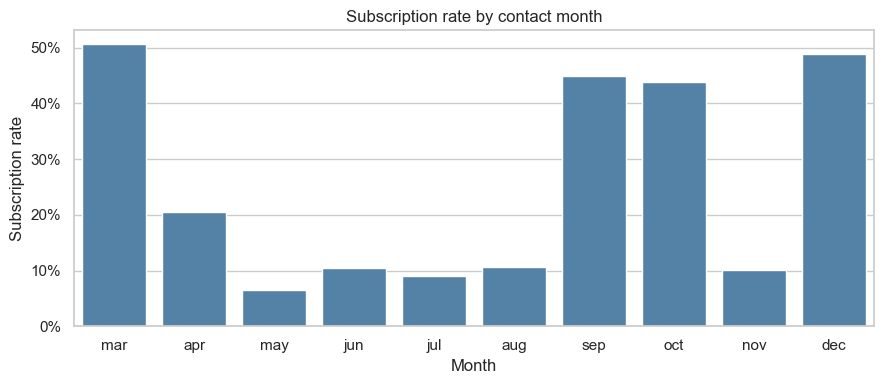 Subscription rate by contact month
Subscription rate
50%
40%
30%
20%
10%
0%
mar apr may jun jul aug sep oct nov dec
Month